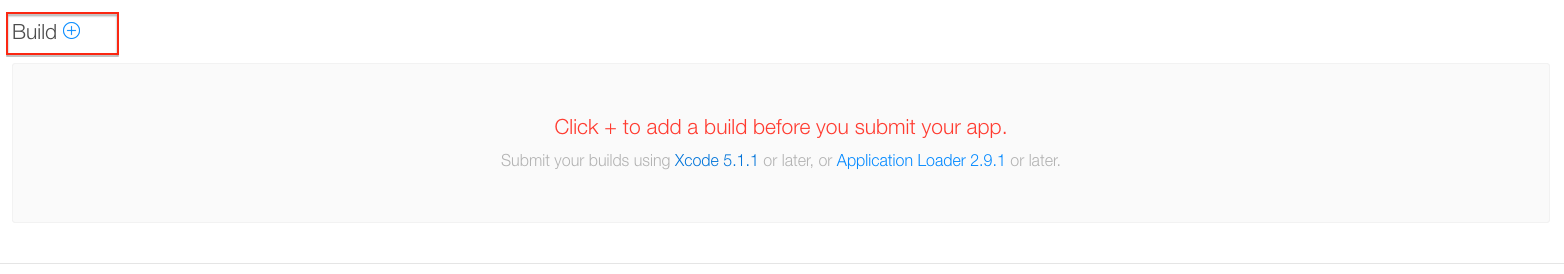 Build
Click + to add a build before you submit your app.
Submit your builds using Xcode 5.1.1 or later, or Application Loader 2.9.1 or later.